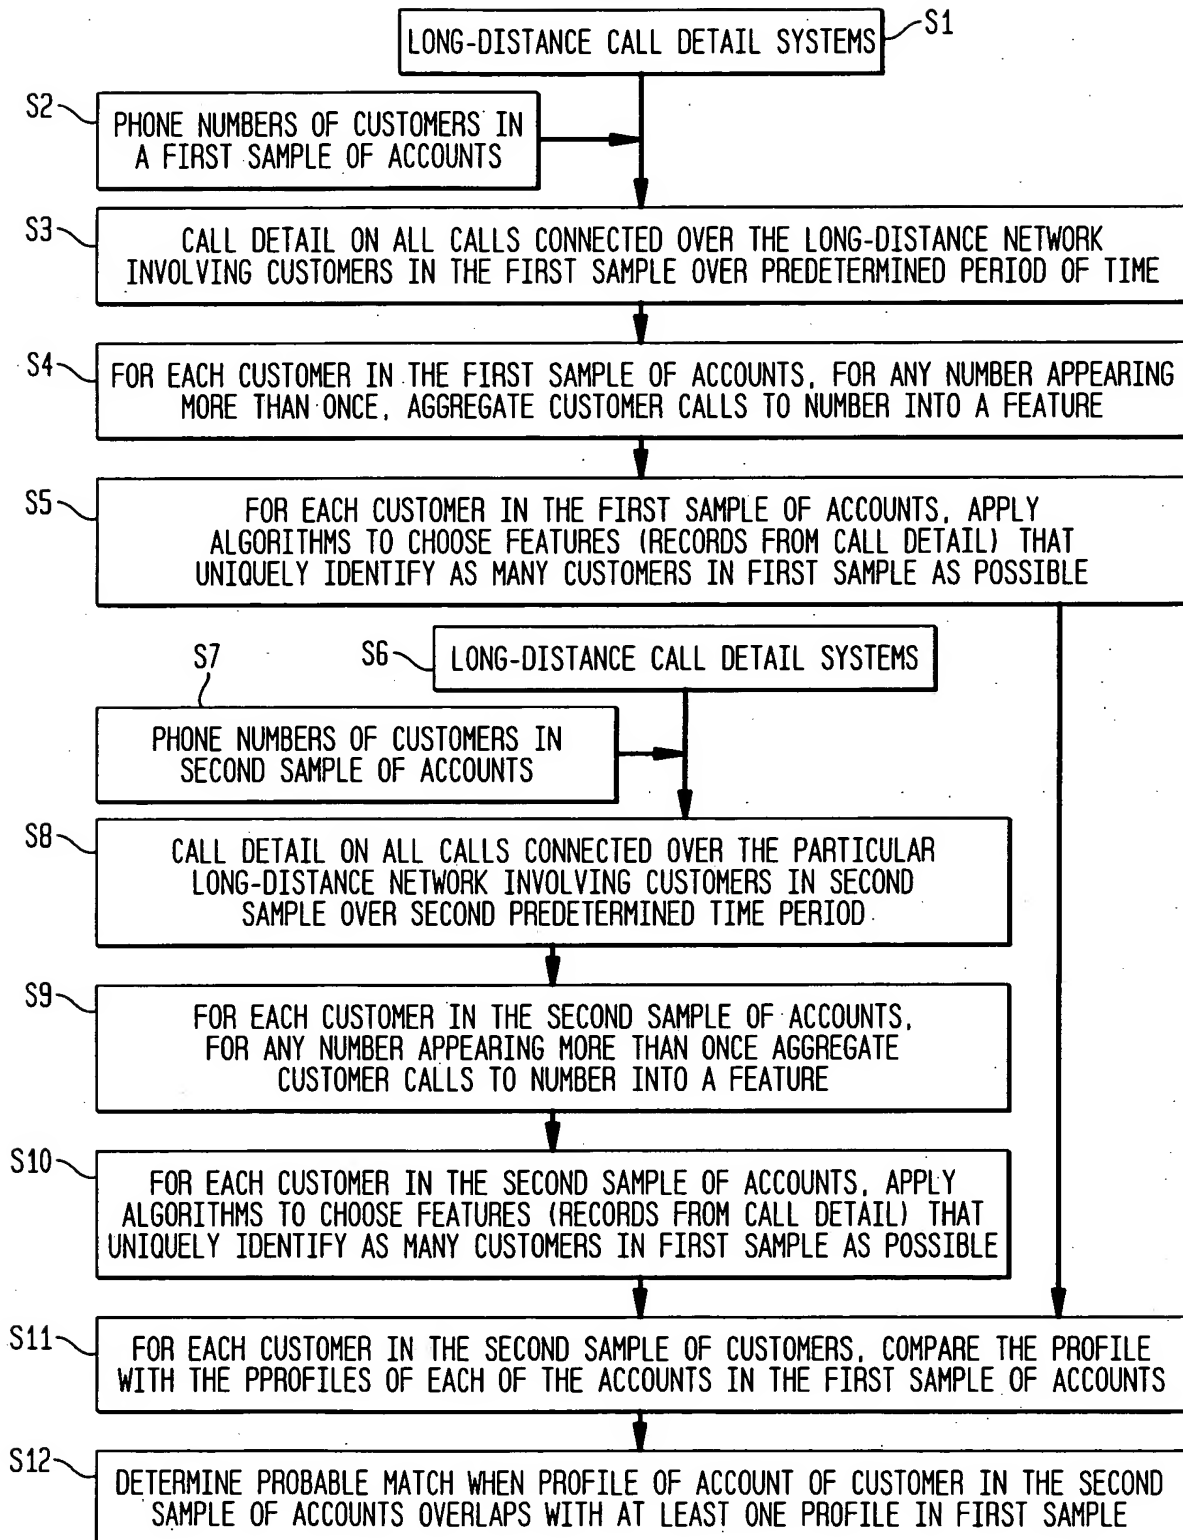 LONG-DISTANCE CALL DETAIL SYSTEMS
S1
S2
PHONE NUMBERS OF CUSTOMERS IN
A FIRST SAMPLE OF ACCOUNTS
S3
CALL DETAIL ON ALL CALLS CONNECTED OVER THE LONG-DISTANCE NETWORK
INVOLVING CUSTOMERS IN THE FIRST SAMPLE OVER PREDETERMINED PERIOD OF TIME
S4
FOR EACH CUSTOMER IN THE FIRST SAMPLE OF ACCOUNTS, FOR ANY NUMBER APPEARING
MORE THAN ONCE, AGGREGATE CUSTOMER CALLS TO NUMBER INTO A FEATURE
S5
FOR EACH CUSTOMER IN THE FIRST SAMPLE OF ACCOUNTS, APPLY
ALGORITHMS TO CHOOSE FEATURES (RECORDS FROM CALL DETAIL) THAT
UNIQUELY IDENTIFY AS MANY CUSTOMERS IN FIRST SAMPLE AS POSSIBLE
S6
LONG-DISTANCE CALL DETAIL SYSTEMS
S7
PHONE NUMBERS OF CUSTOMERS IN
SECOND SAMPLE OF ACCOUNTS
S8
CALL DETAIL ON ALL CALLS CONNECTED OVER THE PARTICULAR
LONG-DISTANCE NETWORK INVOLVING CUSTOMERS IN SECOND
SAMPLE OVER SECOND PREDETERMINED TIME PERIOD
S9
FOR EACH CUSTOMER IN THE SECOND SAMPLE OF ACCOUNTS,
FOR ANY NUMBER APPEARING MORE THAN ONCE AGGREGATE
CUSTOMER CALLS TO NUMBER INTO A FEATURE
S10
FOR EACH CUSTOMER IN THE SECOND SAMPLE OF ACCOUNTS, APPLY
ALGORITHMS TO CHOOSE FEATURES (RECORDS FROM CALL DETAIL) THAT
UNIQUELY IDENTIFY AS MANY CUSTOMERS IN FIRST SAMPLE AS POSSIBLE
S11
FOR EACH CUSTOMER IN THE SECOND SAMPLE OF CUSTOMERS, COMPARE THE PROFILE
WITH THE PPROFILES OF EACH OF THE ACCOUNTS IN THE FIRST SAMPLE OF ACCOUNTS
S12
DETERMINE PROBABLE MATCH WHEN PROFILE OF ACCOUNT OF CUSTOMER IN THE SECOND
SAMPLE OF ACCOUNTS OVERLAPS WITH AT LEAST ONE PROFILE IN FIRST SAMPLE